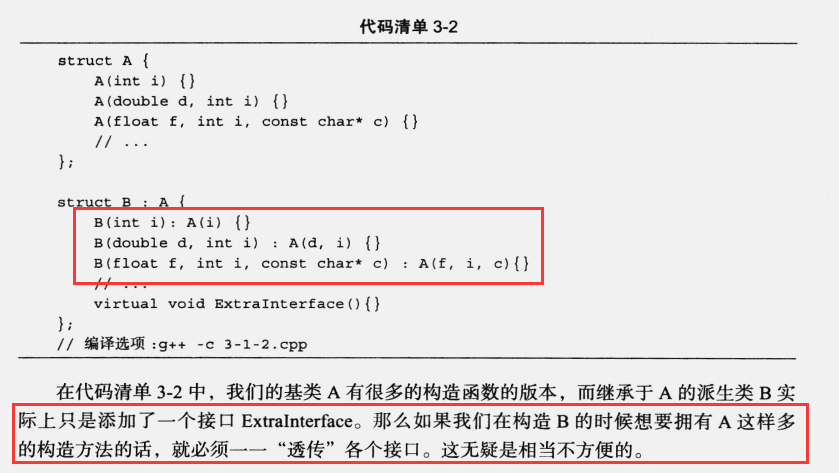 代码清单 3-2
struct A {
A(int i) {}
A(double d, int i) {}
A(float f, int i, const char* c) {}
// ...
};
struct B : A {
B(int i): A(i) {}
B(double d, int i) : A(d, i) {}
B(float f, int i, const char* c) : A(f, i, c){}
// ...
virtual void ExtraInterface(){}
};
// 编译选项:g++ -c 3-1-2.cpp
在代码清单 3-2 中，我们的基类 A 有很多的构造函数的版本，而继承于 A 的派生类 B 实
际上只是添加了一个接口 ExtraInterface。那么如果我们在构造 B 的时候想要拥有 A 这样多
的构造方法的话，就必须一一“透传”各个接口。这无疑是相当不方便的。